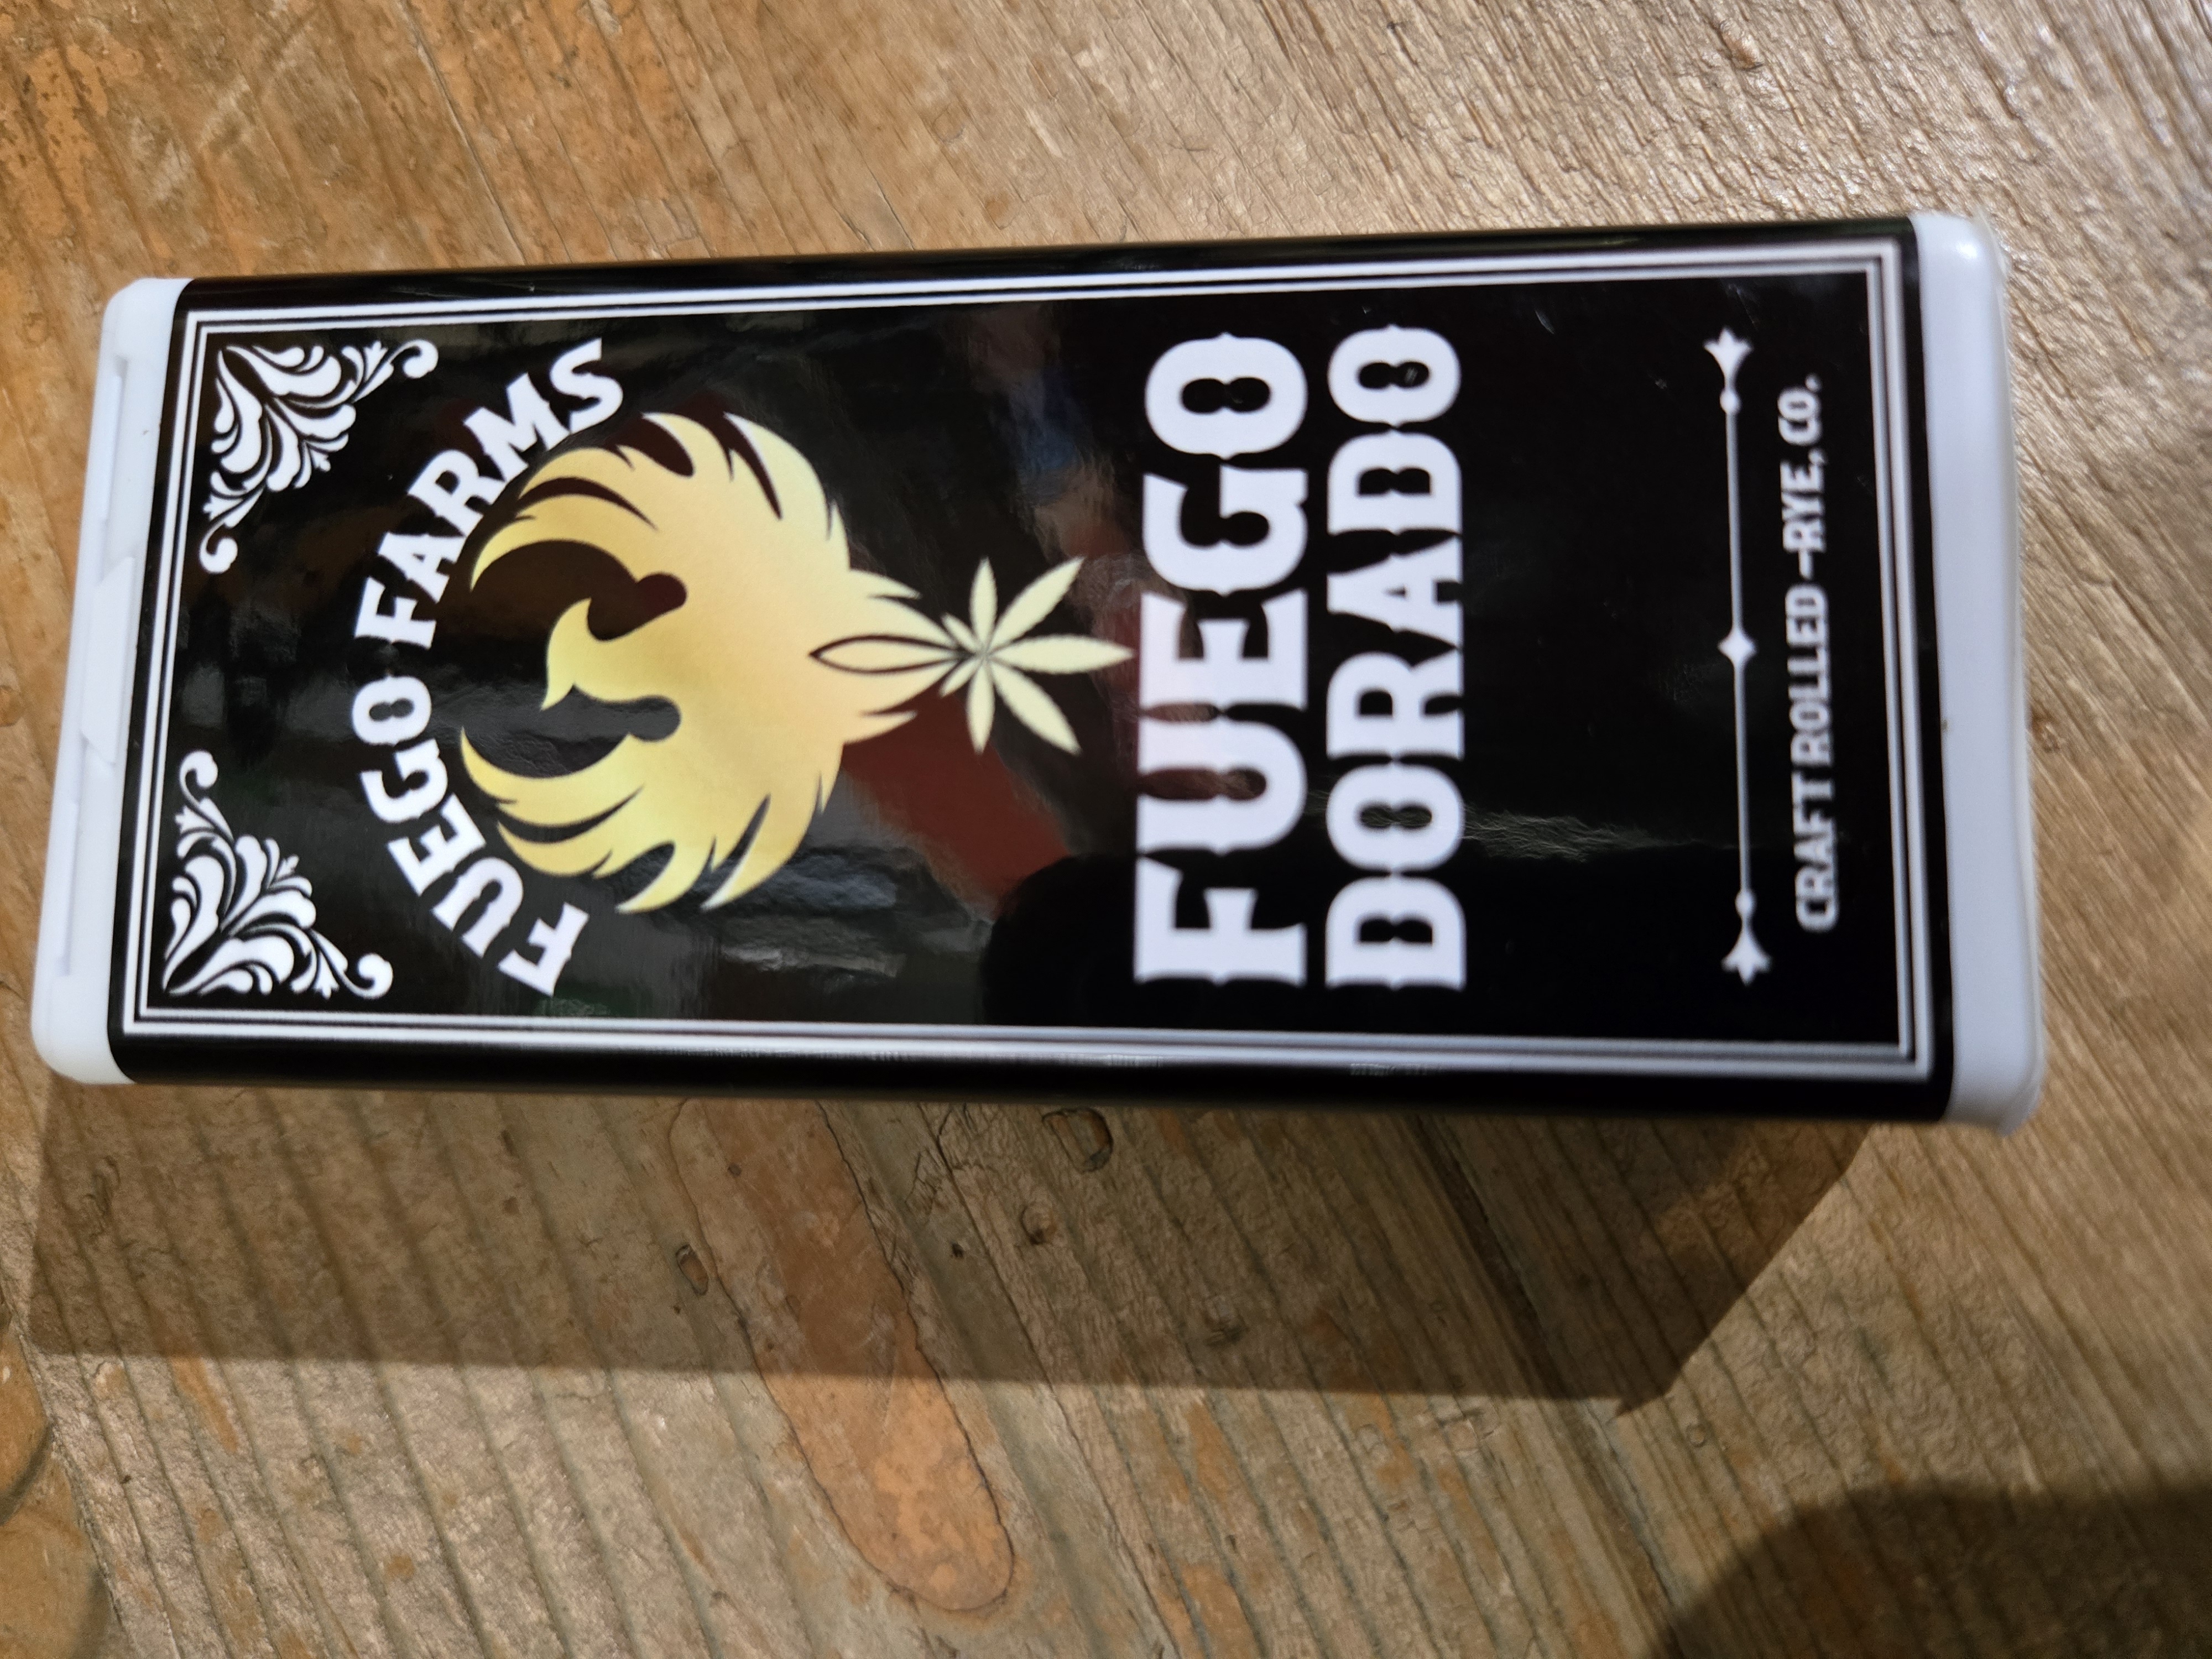 FUEGO FARMS
FUEGO
DORADO
CRAFT ROLLED - RYE, CO.